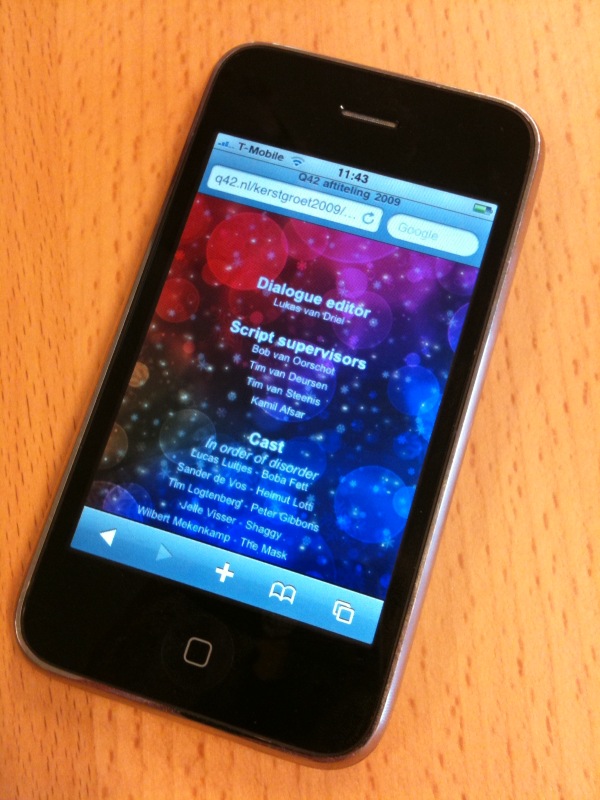 T-Mobile 11:43
Q42 aftiteling 2009
q42.nl/kerstgroet2009/... Google
Dialogue editor
Lukas van Driel
Script supervisors
Bob van Oorschot
Tim van Deursen
Tim van Steenis
Kamil Afsar
Cast
In order of disorder
Lucas Luitjes - Boba Fett
Sander de Vos - Helmut Lotti
Tim Logtenberg - Peter Gibbons
Jelle Visser - Shaggy
Wilbert Mekenkamp - The Mask